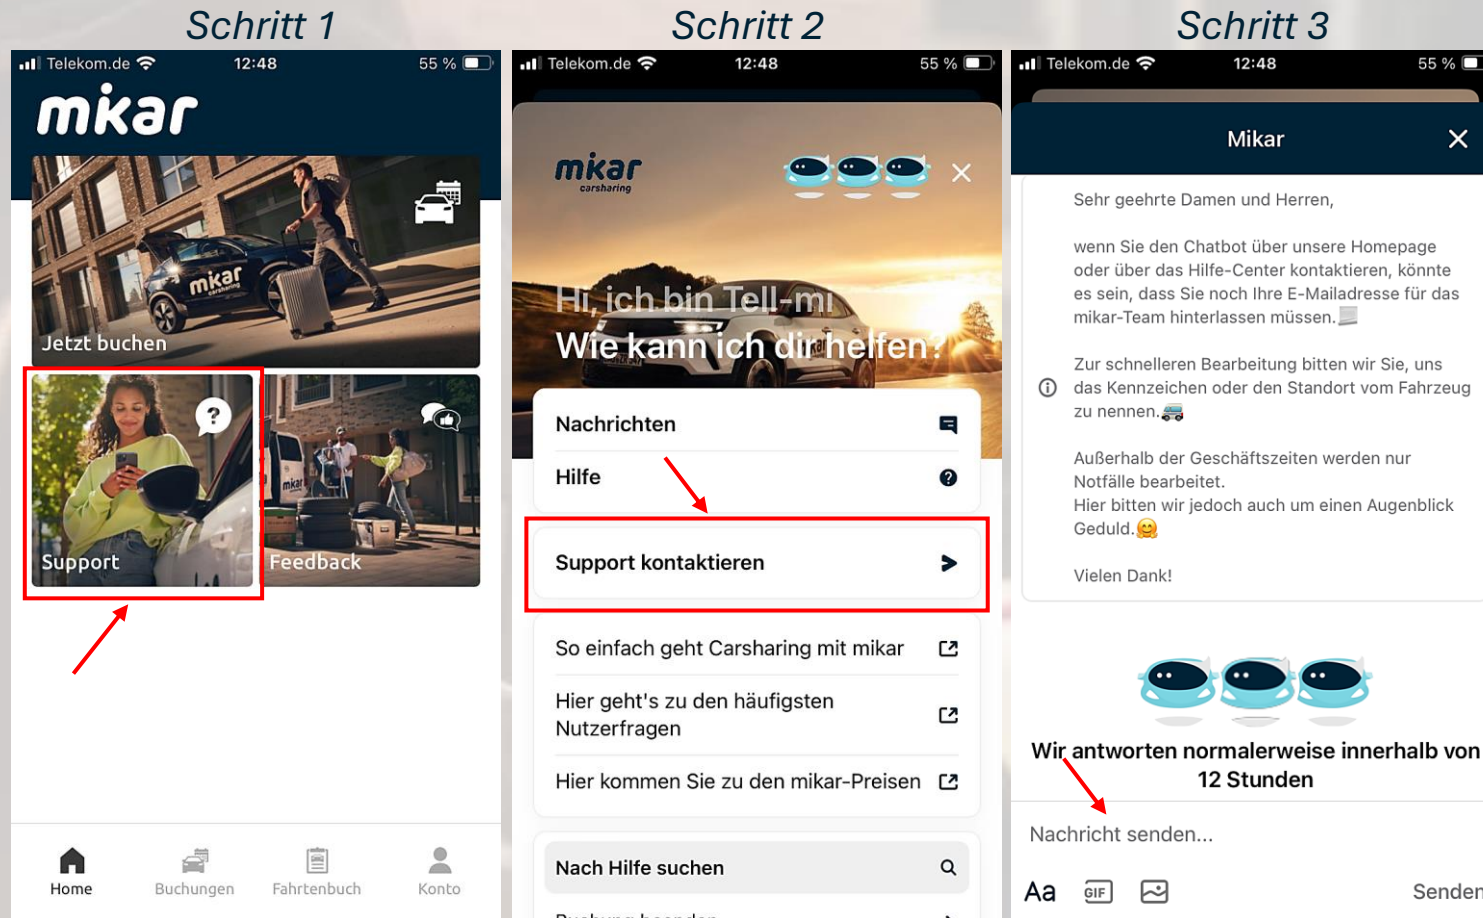 Schritt 1
Telekom.de 12:48 55 %
mikar
mikar
carsharing
Jetzt buchen
?
mikar
Support
Feedback
Home
Buchungen
Fahrtenbuch
Konto
Schritt 2
Telekom.de 12:48 55 %
mikar
carsharing
Hi, ich bin Tell-mi
Wie kann ich dir helfen?
Nachrichten
Hilfe
Support kontaktieren
So einfach geht Carsharing mit mikar
Hier geht's zu den häufigsten
Nutzerfragen
Hier kommen Sie zu den mikar-Preisen
Nach Hilfe suchen
Schritt 3
Telekom.de 12:48 55 %
Mikar
Sehr geehrte Damen und Herren,
wenn Sie den Chatbot über unsere Homepage
oder über das Hilfe-Center kontaktieren, könnte
es sein, dass Sie noch Ihre E-Mailadresse für das
mikar-Team hinterlassen müssen.
Zur schnelleren Bearbeitung bitten wir Sie, uns
das Kennzeichen oder den Standort vom Fahrzeug
zu nennen.🚐
Außerhalb der Geschäftszeiten werden nur
Notfälle bearbeitet.
Hier bitten wir jedoch auch um einen Augenblick
Geduld.🤗
Vielen Dank!
Wir antworten normalerweise innerhalb von
12 Stunden
Nachricht senden...
Aa GIF Senden